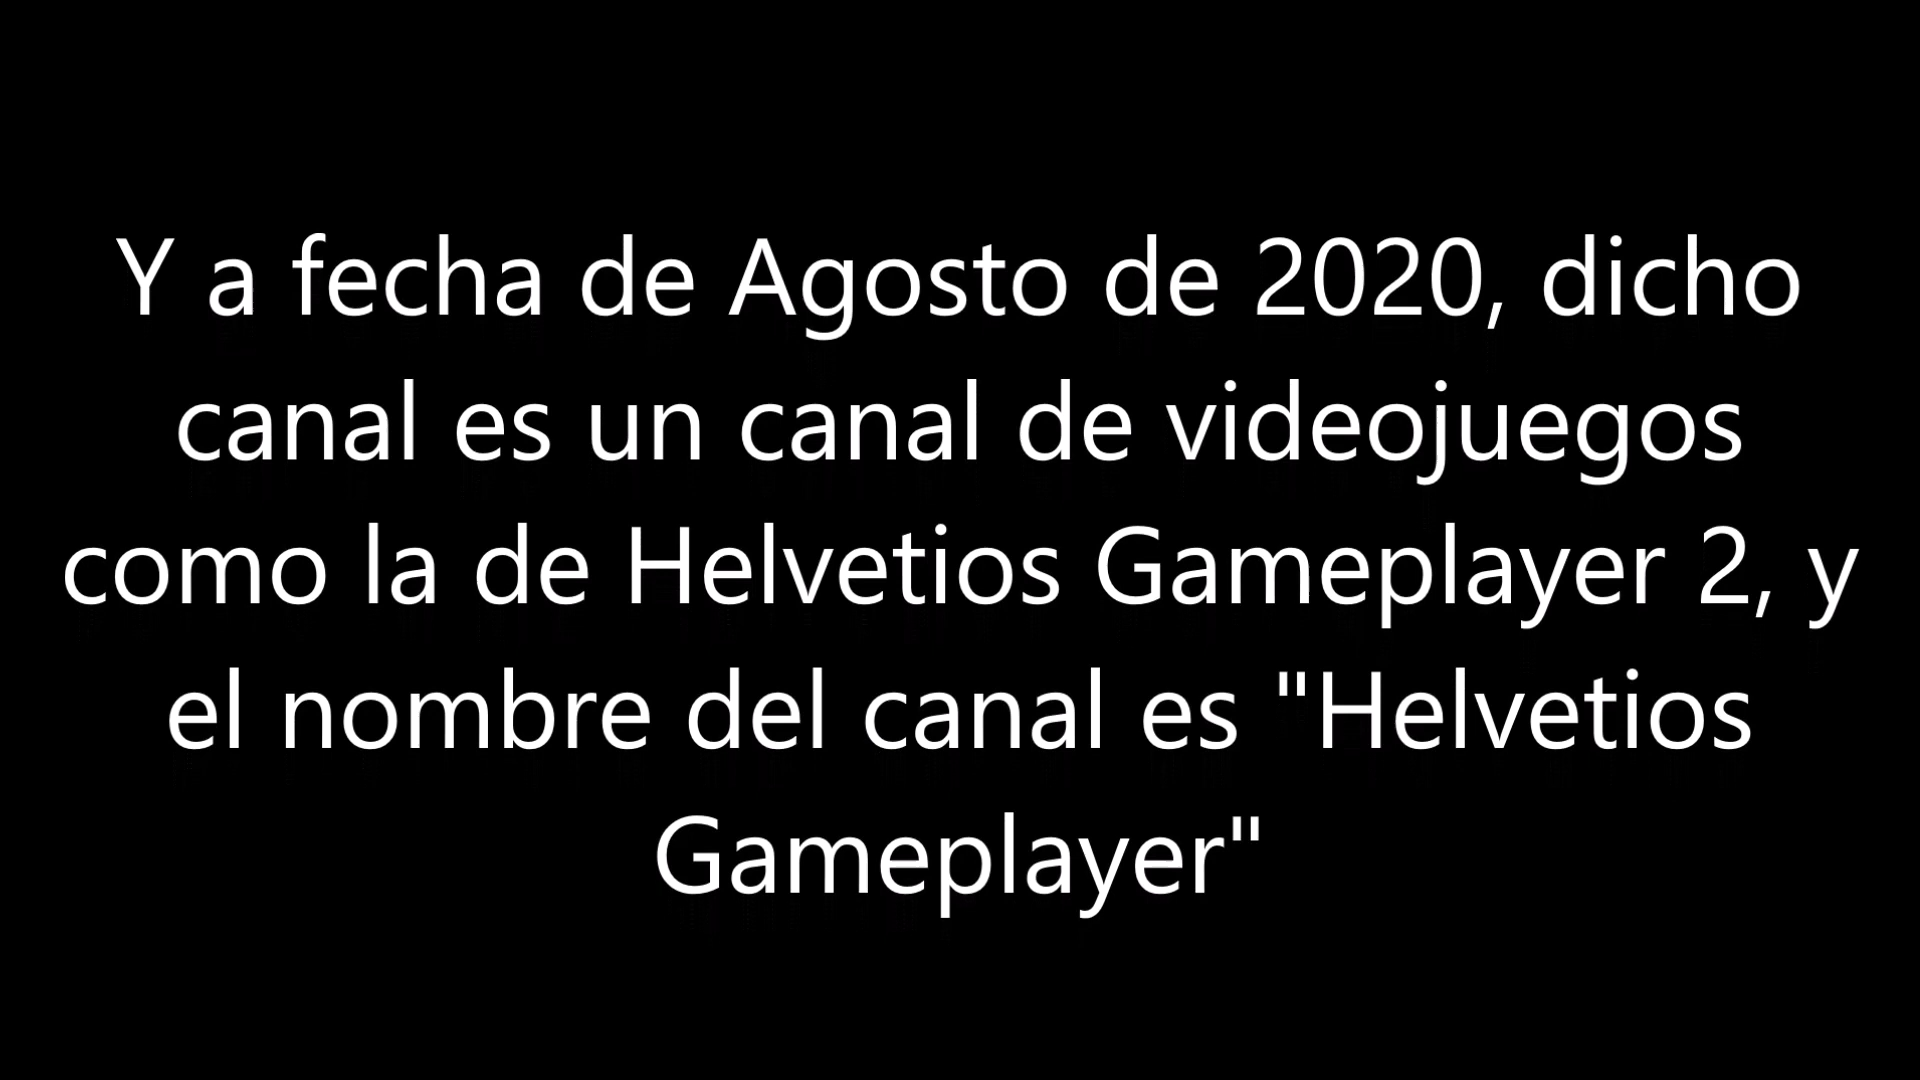 Y a fecha de Agosto de 2020, dicho
canal es un canal de videojuegos
como la de Helvetios Gameplayer 2, y
el nombre del canal es "Helvetios
Gameplayer"